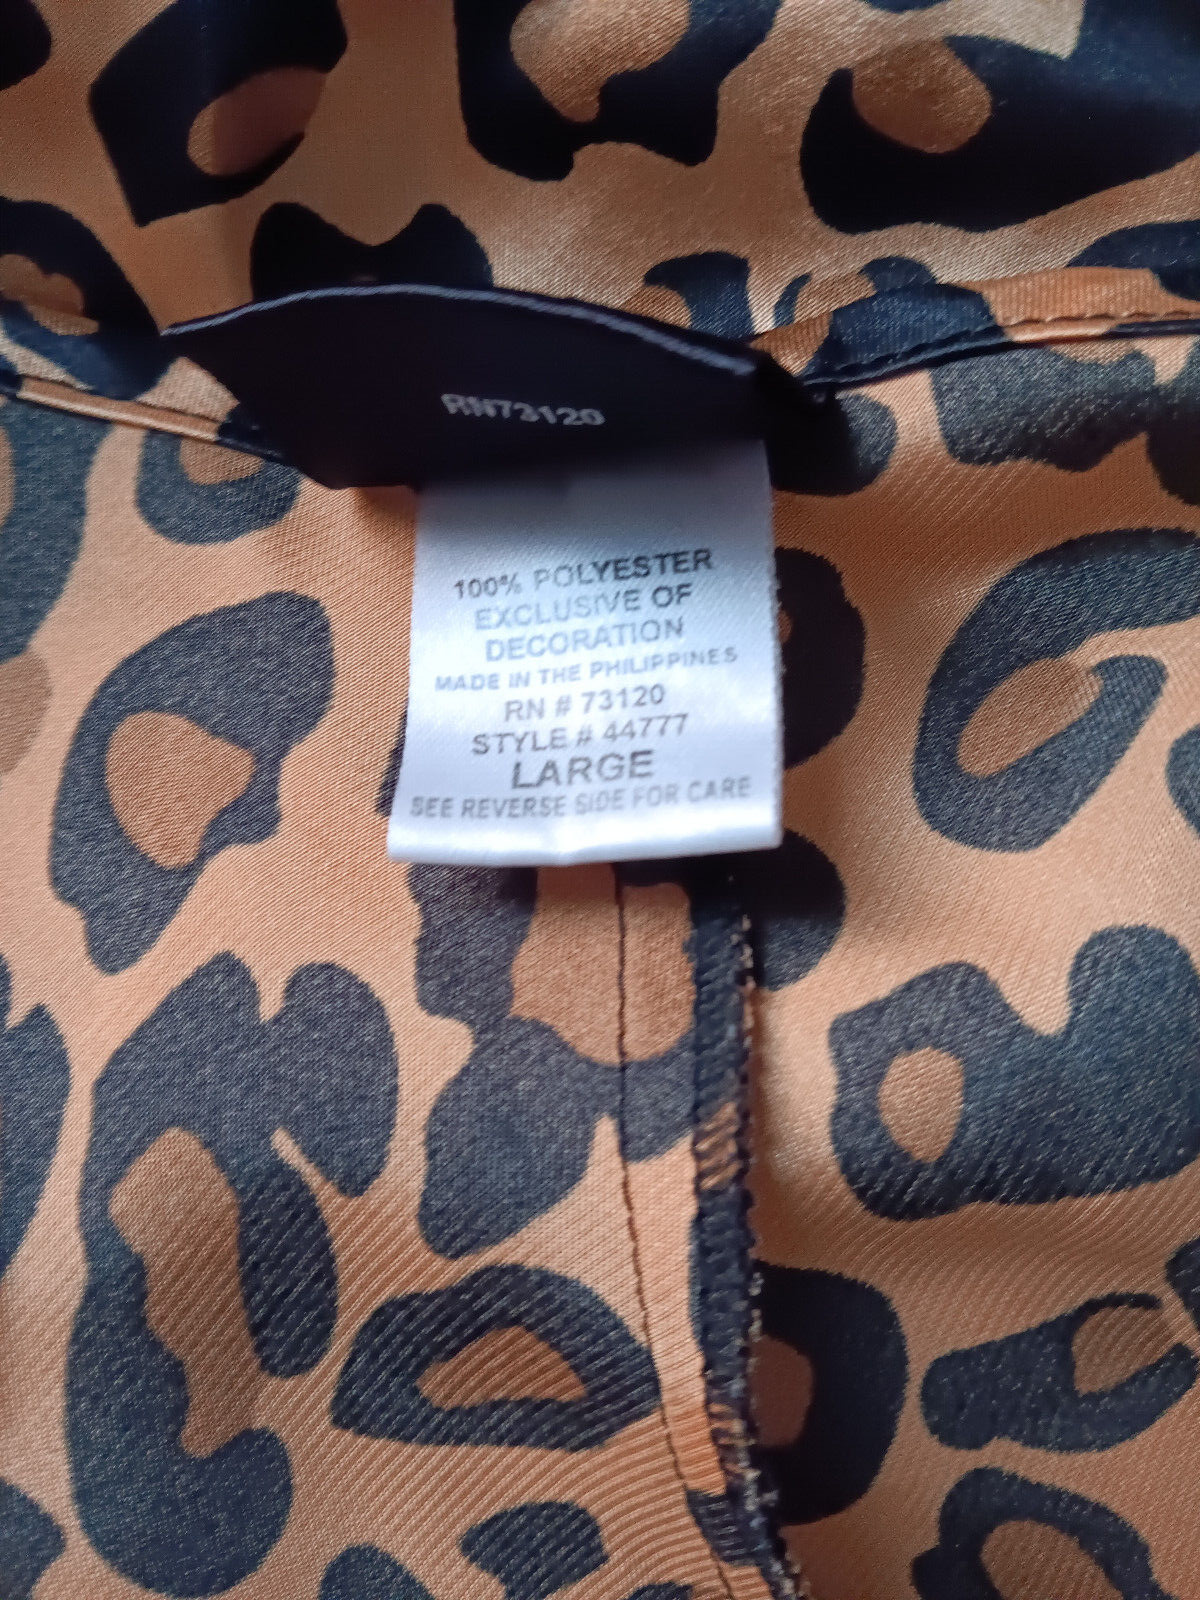 RN73120
100% POLYESTER
EXCLUSIVE OF
DECORATION
MADE IN THE PHILIPPINES
RN # 73120
STYLE # 44777
LARGE
SEE REVERSE SIDE FOR CARE